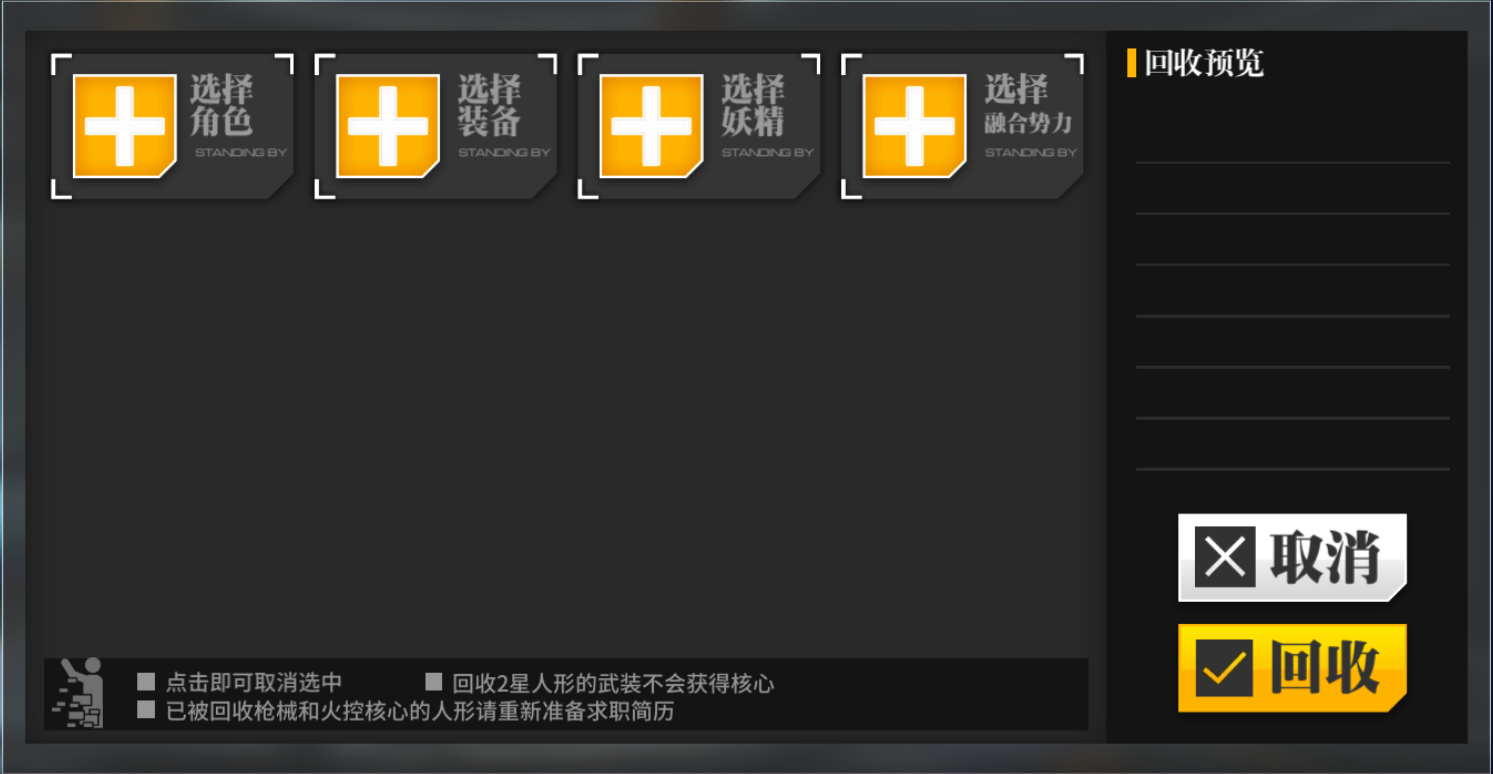 选择
角色
STANDING BY
选择
装备
STANDING BY
选择
妖精
STANDING BY
选择
融合势力
STANDING BY
回收预览
取消
回收
点击即可取消选中
回收2星人形的武装不会获得核心
已被回收枪械和火控核心的人形请重新准备求职简历